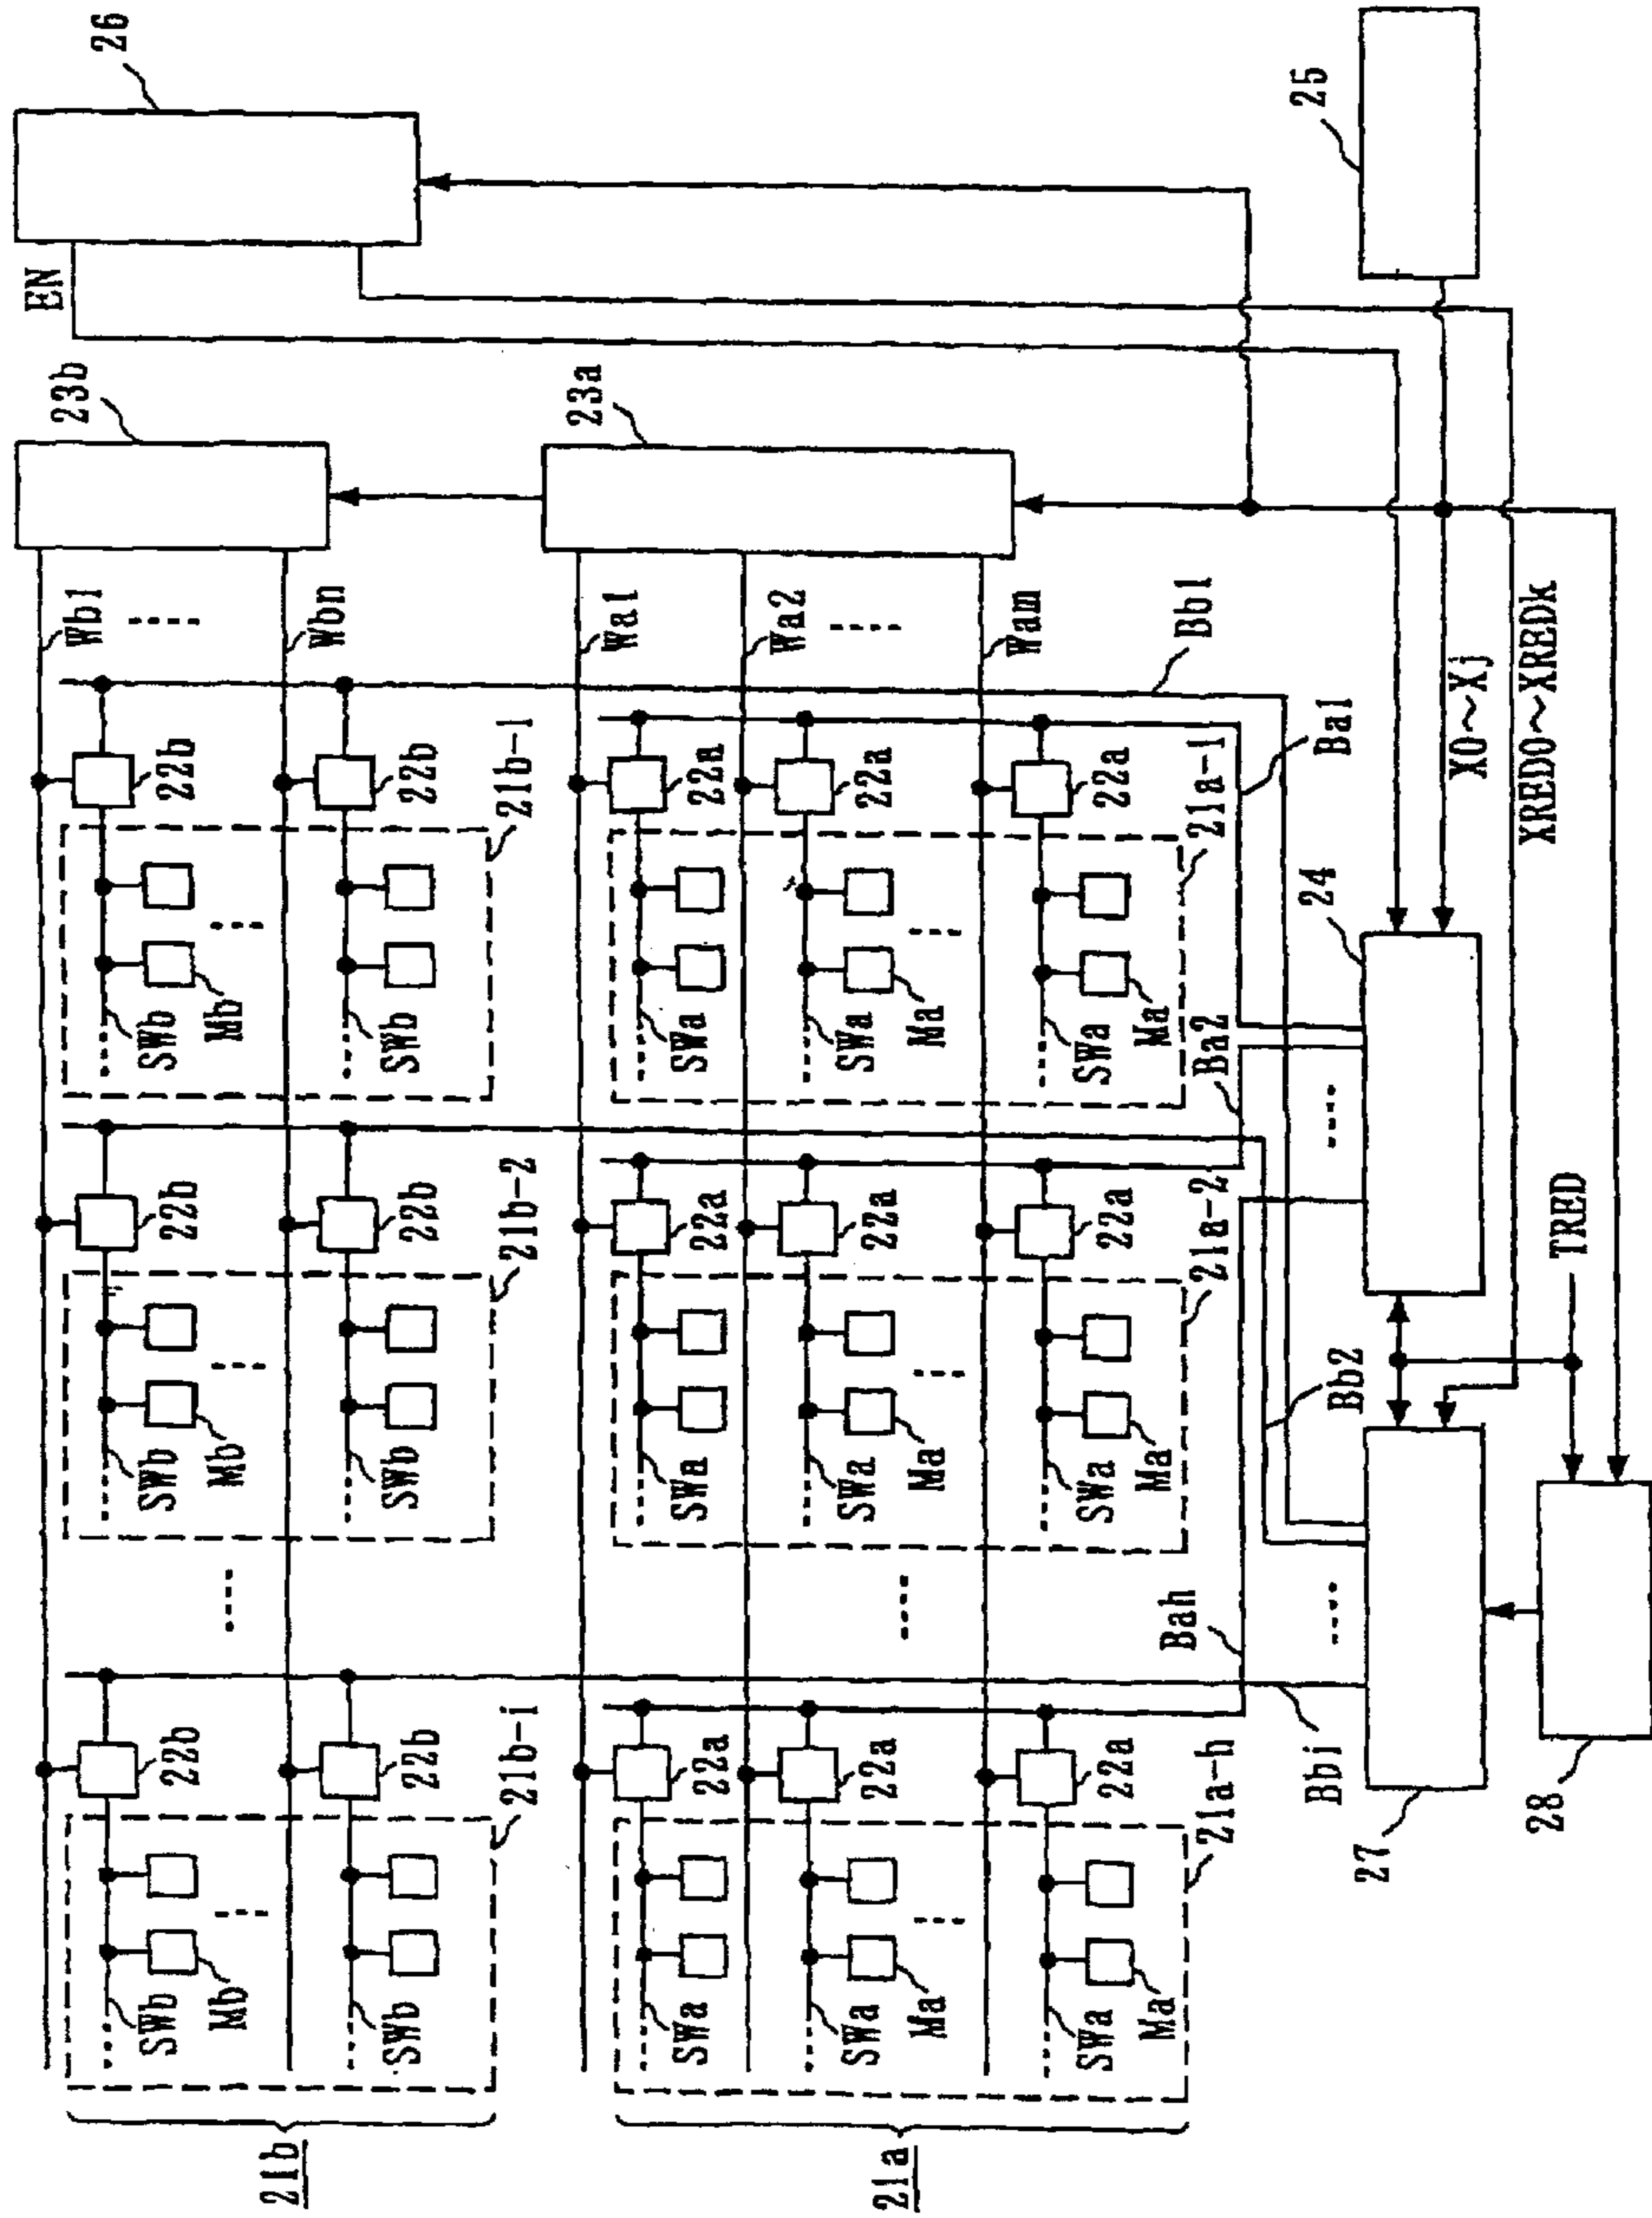 EN
26
23b
Wb1
SWb
SWb
SWb
22b
22b
22b
Mb
Mb
Mb
21b
Wbn
SWb
SWb
SWb
22b
22b
22b
21b-i
21b-2
21b-1
23a
Wa1
SWa
SWa
SWa
22a
22a
22a
Wa2
SWa
SWa
SWa
22a
22a
22a
21a
Ma
Ma
Ma
Wam
SWa
SWa
SWa
22a
22a
22a
Ma
Ma
Ma
Bah
Ba2
Bb1
21a-h
21a-2
21a-1
Bbi
Bb2
Ba1
24
25
27
X0~Xj
XRED0~XREDk
28
TRED